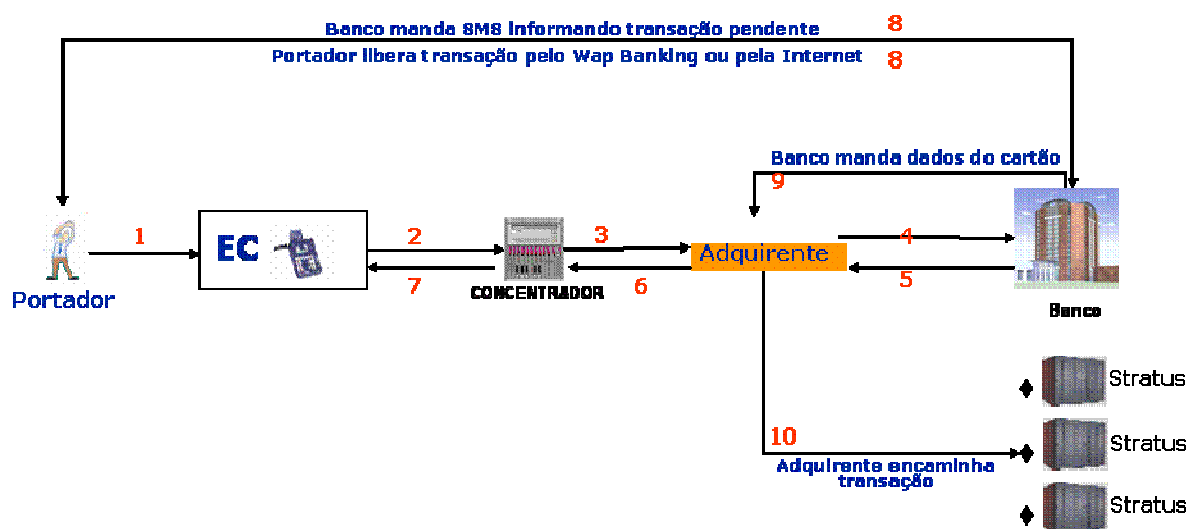 Banco manda SMS informando transação pendente 8
Portador libera transação pelo Wap Banking ou pela Internet 8
Banco manda dados do cartão
9
1
EC
2
3
Adquirente
4
7
6
5
Portador
CONCENTRADOR
Banco
Stratus
10
Stratus
Adquirente encaminha
transação
Stratus